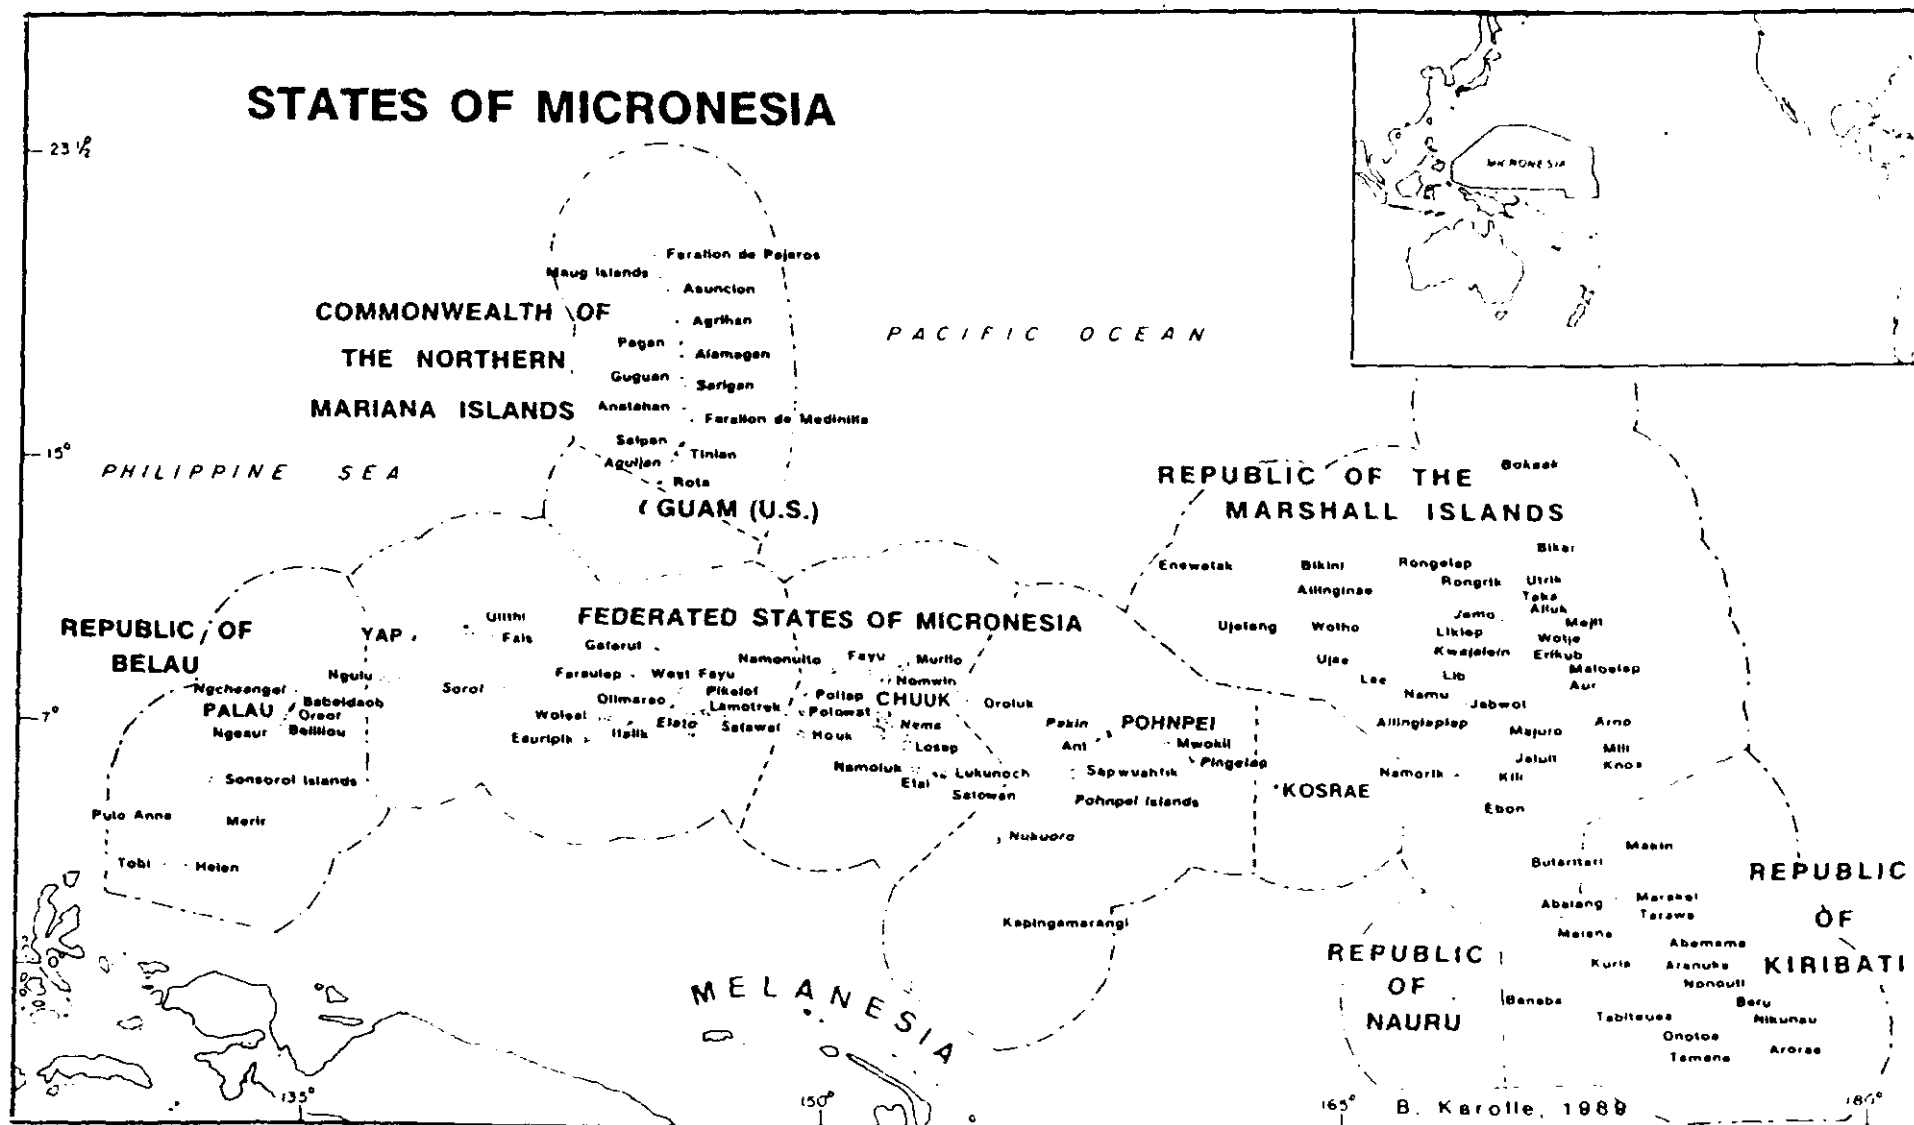 STATES OF MICRONESIA
23 ½
MICRONESIA
Farallon de Pajaros
Maug Islands
Asuncion
COMMONWEALTH OF
THE NORTHERN
MARIANA ISLANDS
Agrihan
PACIFIC OCEAN
Pagan
Alamagan
Guguan
Sarigan
Anatahan
Farallon de Medinilla
Saipan
Tinian
Aguijan
Rota
GUAM (U.S.)
15°
PHILIPPINE SEA
REPUBLIC OF THE
MARSHALL ISLANDS
Bokaak
Bikar
Enewetak
Bikini
Rongelap
Ailinginae
Rongrik
Utrik
Taka
Ailuk
Jemo
Mejit
Ujelang
Wotho
Likiep
Wotje
Kwajalein
Erikub
Ujae
Maloelap
Lae
Lib
Aur
Namu
Jabwot
Ailinglaplap
Majuro
Arno
Mili
Jaluit
Knox
Namorik
Kili
Ebon
REPUBLIC OF
BELAU
YAP
Ulithi
Fais
FEDERATED STATES OF MICRONESIA
Gaferut
Ngulu
Sorol
Faraulep
West Fayu
Namonuito
Fayu
Murilo
Nomwin
Ngcheangel
Babeldaob
PALAU
Oreor
Ngeaur
Beliliou
Olimarao
Pikelot
Lamotrek
Pollap
CHUUK
Oroluk
Woleai
Elato
Satawal
Polowat
Nama
Eauripik
Ifalik
Houk
Losap
Pakin
POHNPEI
Ant
Mwokil
Pingelap
Namoluk
Lukunoch
Sapwuahfik
Etal
Satowan
Pohnpei Islands
KOSRAE
7°
Sonsorol Islands
Pulo Anna
Merir
Tobi
Helen
Nukuoro
Kapingamarangi
Makin
Butaritari
REPUBLIC
OF
KIRIBATI
Abaiang
Marakei
Tarawa
Maiana
Abemama
Kuria
Aranuka
Nonouti
Banaba
Beru
Tabiteuea
Nikunau
Onotoa
Tamana
Arorae
REPUBLIC
OF
NAURU
MELANESIA
135°
150°
165°
180°
B. Karolle, 1989